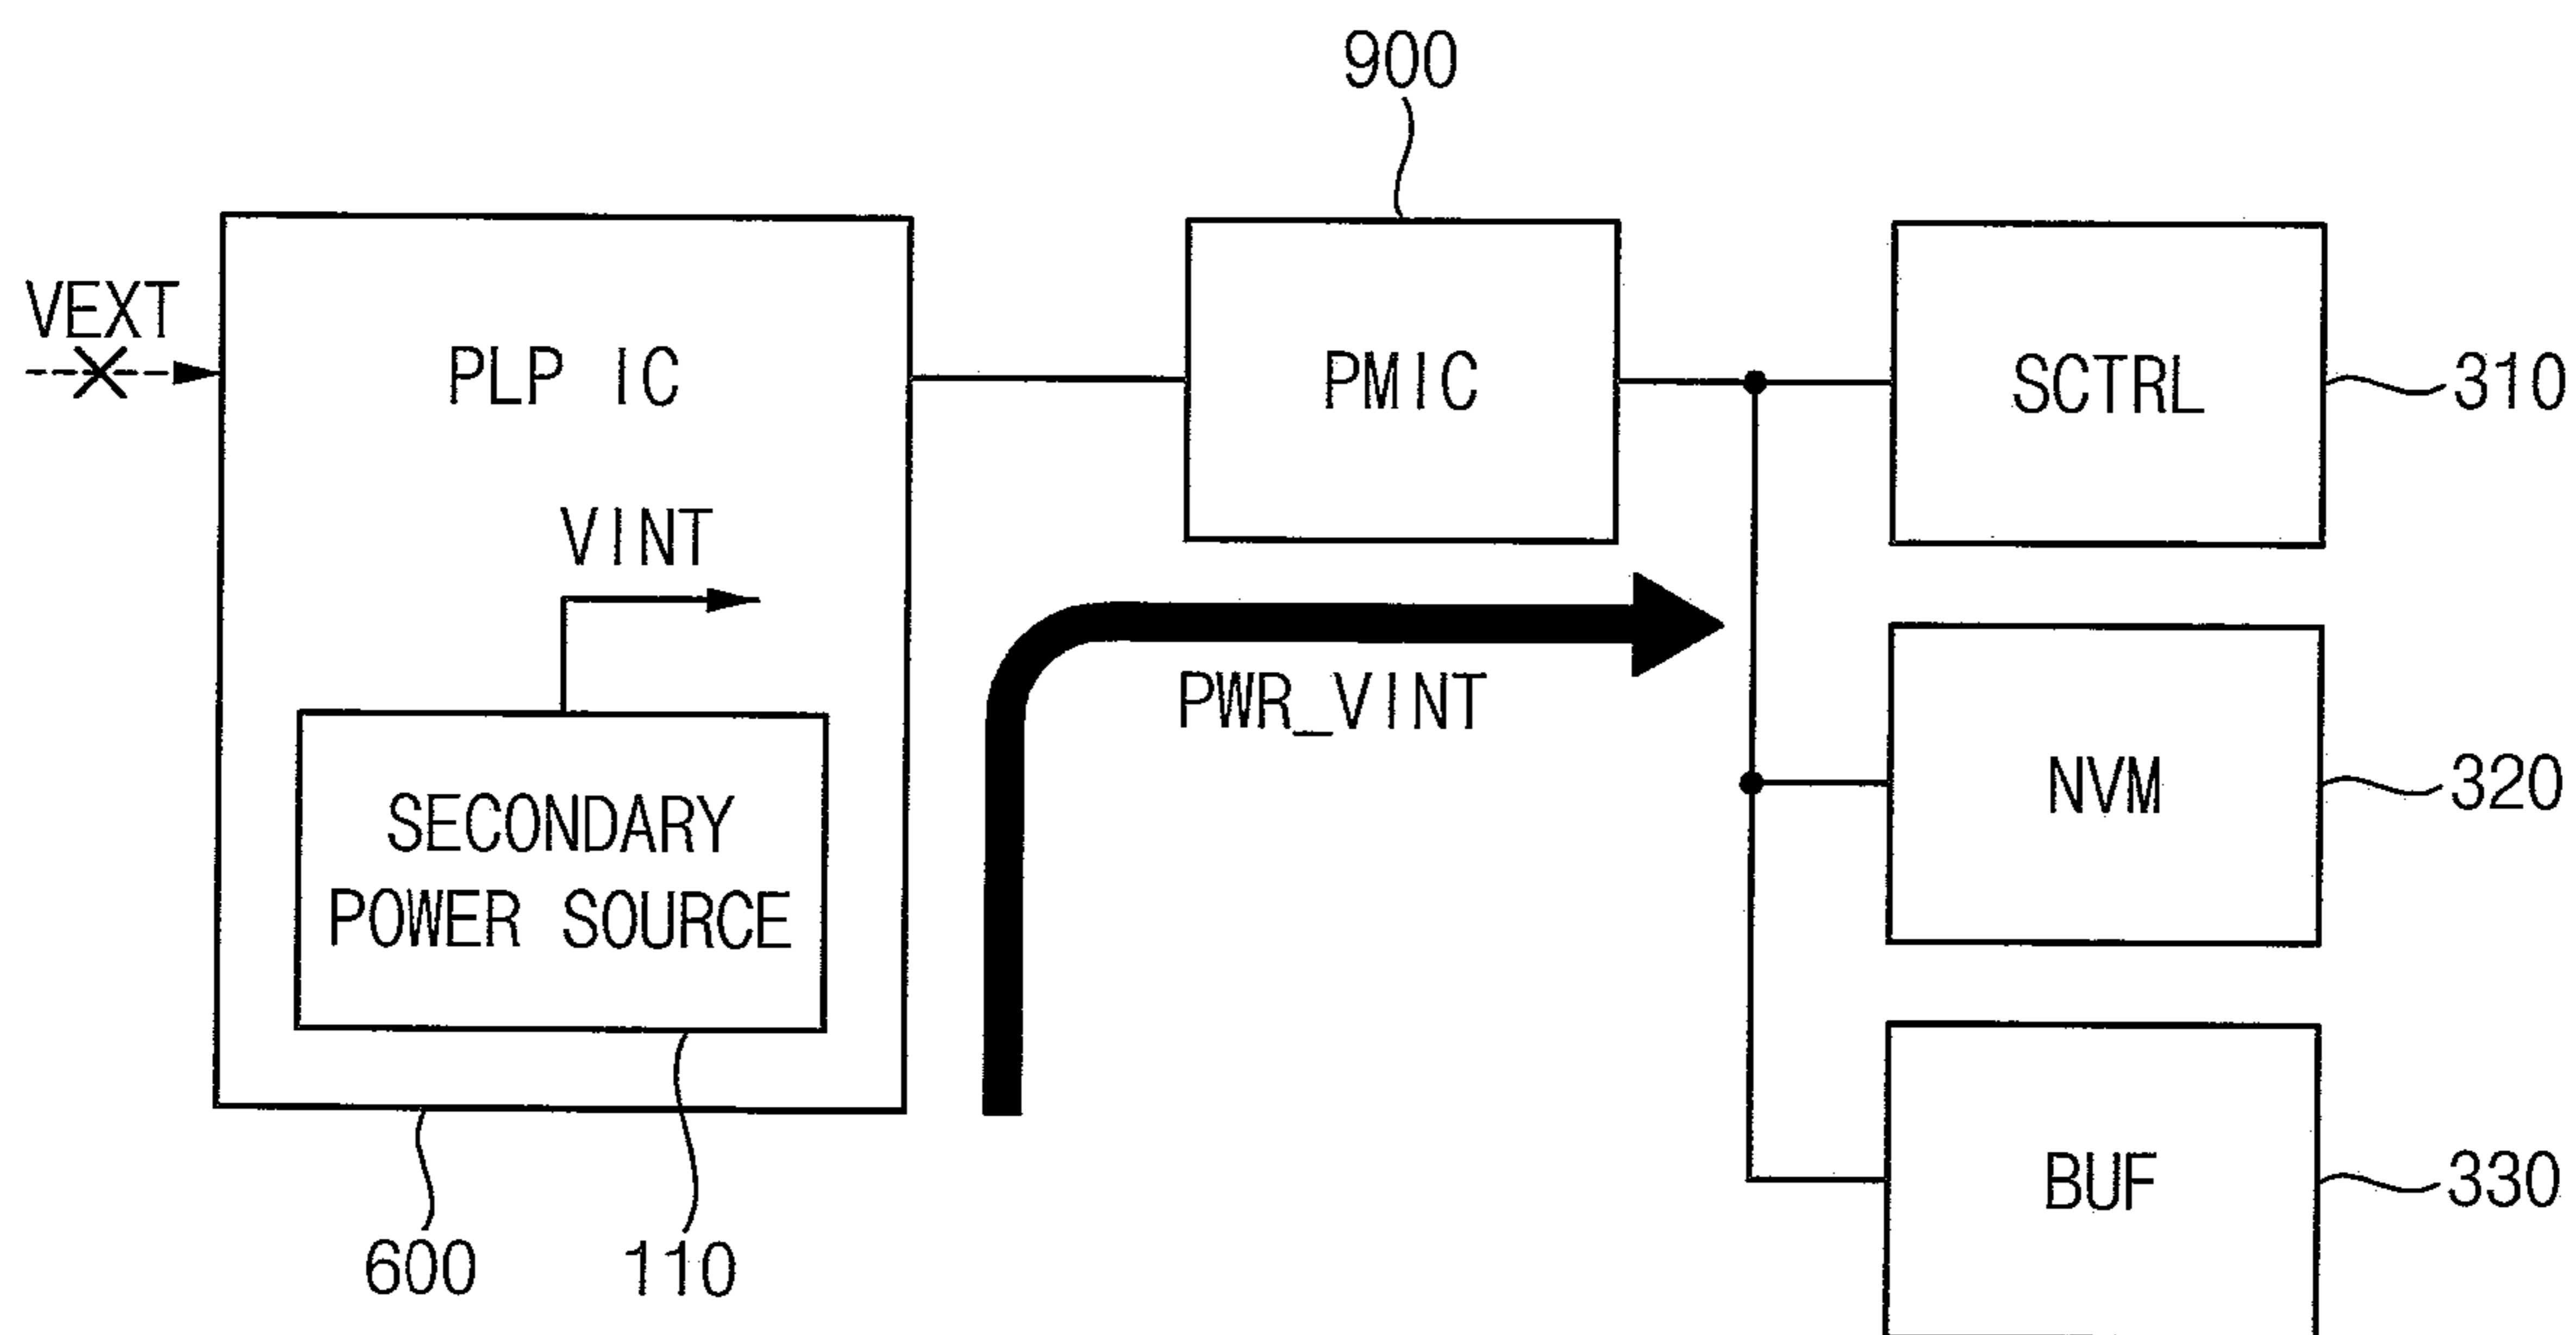 900
VEXT
PLP IC
PMIC
SCTRL
310
VINT
PWR_VINT
SECONDARY
POWER SOURCE
NVM
320
BUF
330
600
110